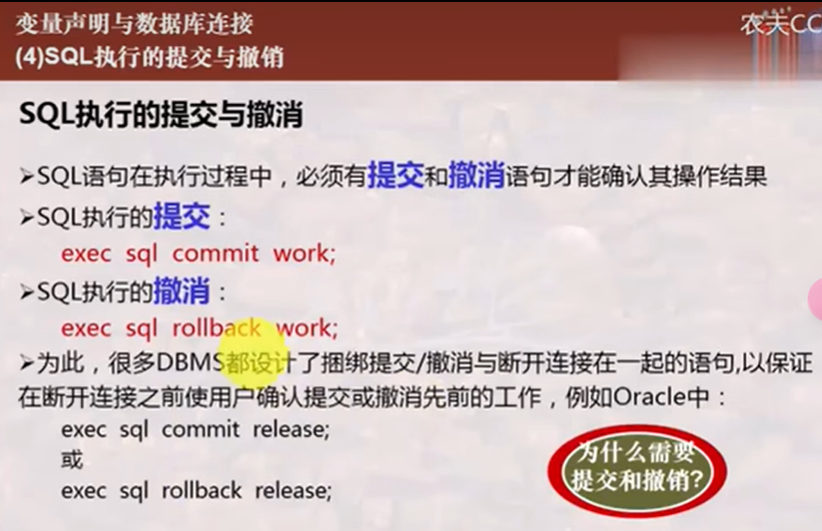 变量声明与数据库连接
农夫CC
(4)SQL执行的提交与撤销
SQL执行的提交与撤消
➢SQL语句在执行过程中，必须有提交和撤消语句才能确认其操作结果
➢SQL执行的提交：
exec sql commit work;
➢SQL执行的撤消：
exec sql rollback work;
➢为此，很多DBMS都设计了捆绑提交/撤消与断开连接在一起的语句,以保证
在断开连接之前使用户确认提交或撤消先前的工作，例如Oracle中：
exec sql commit release;
或
exec sql rollback release;
为什么需要
提交和撤销?